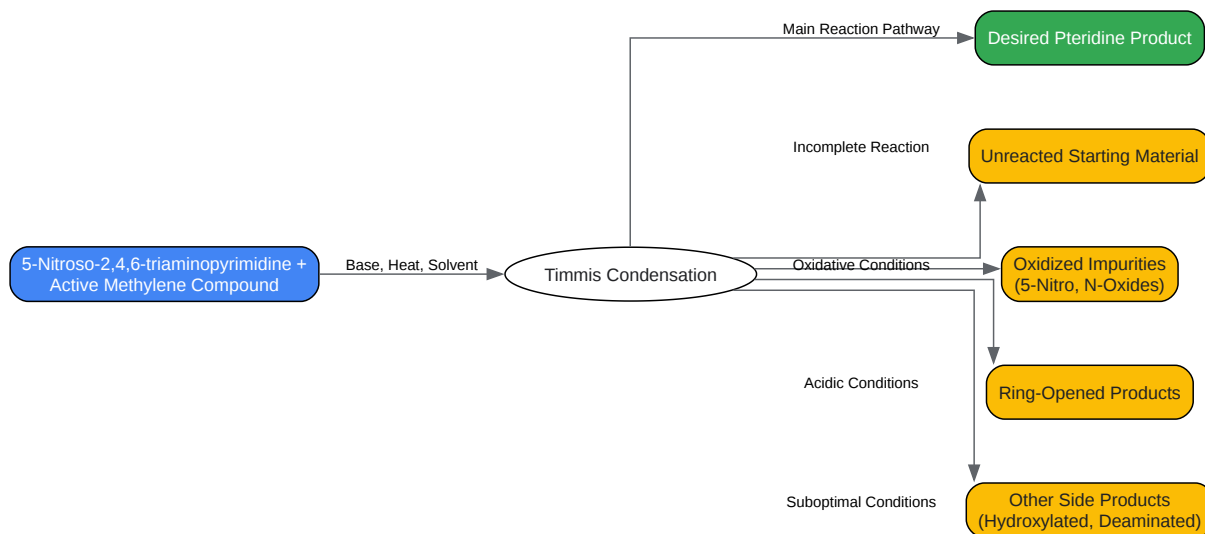 Main Reaction Pathway
Desired Pteridine Product
Incomplete Reaction
Unreacted Starting Material
5-Nitroso-2,4,6-triaminopyrimidine +
Active Methylene Compound
Base, Heat, Solvent
Timmis Condensation
Oxidative Conditions
Oxidized Impurities
(5-Nitro, N-Oxides)
Acidic Conditions
Ring-Opened Products
Suboptimal Conditions
Other Side Products
(Hydroxylated, Deaminated)